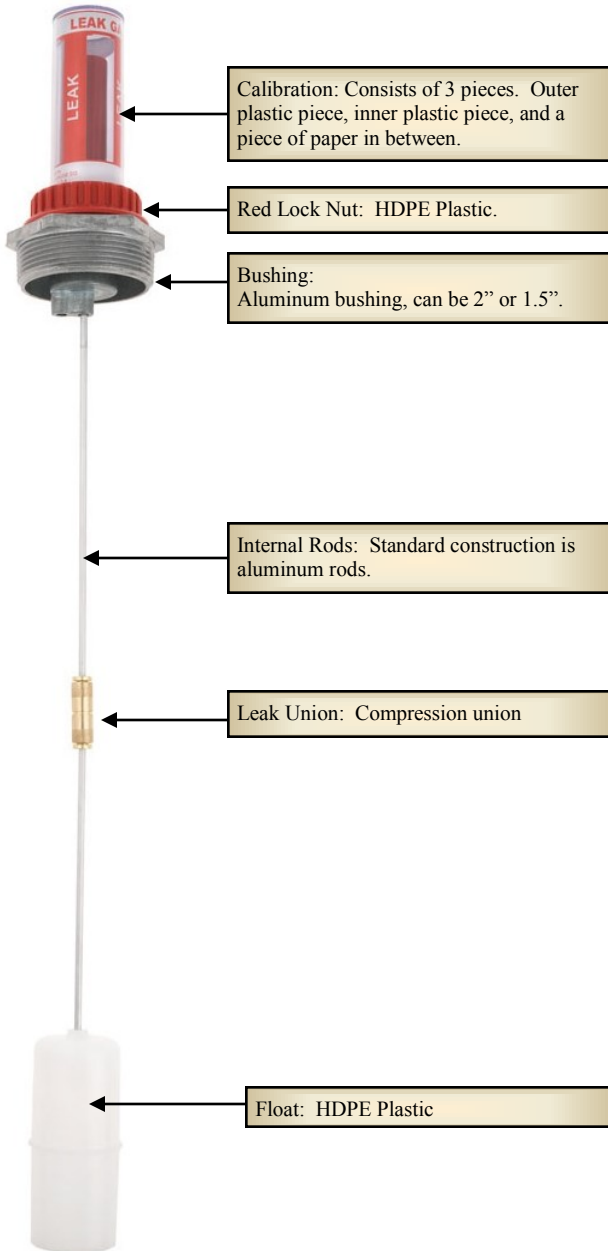 LEAK GA
LEAK
LEAK
Calibration: Consists of 3 pieces. Outer
plastic piece, inner plastic piece, and a
piece of paper in between.
Red Lock Nut: HDPE Plastic.
Bushing:
Aluminum bushing, can be 2” or 1.5”.
Internal Rods: Standard construction is
aluminum rods.
Leak Union: Compression union
Float: HDPE Plastic